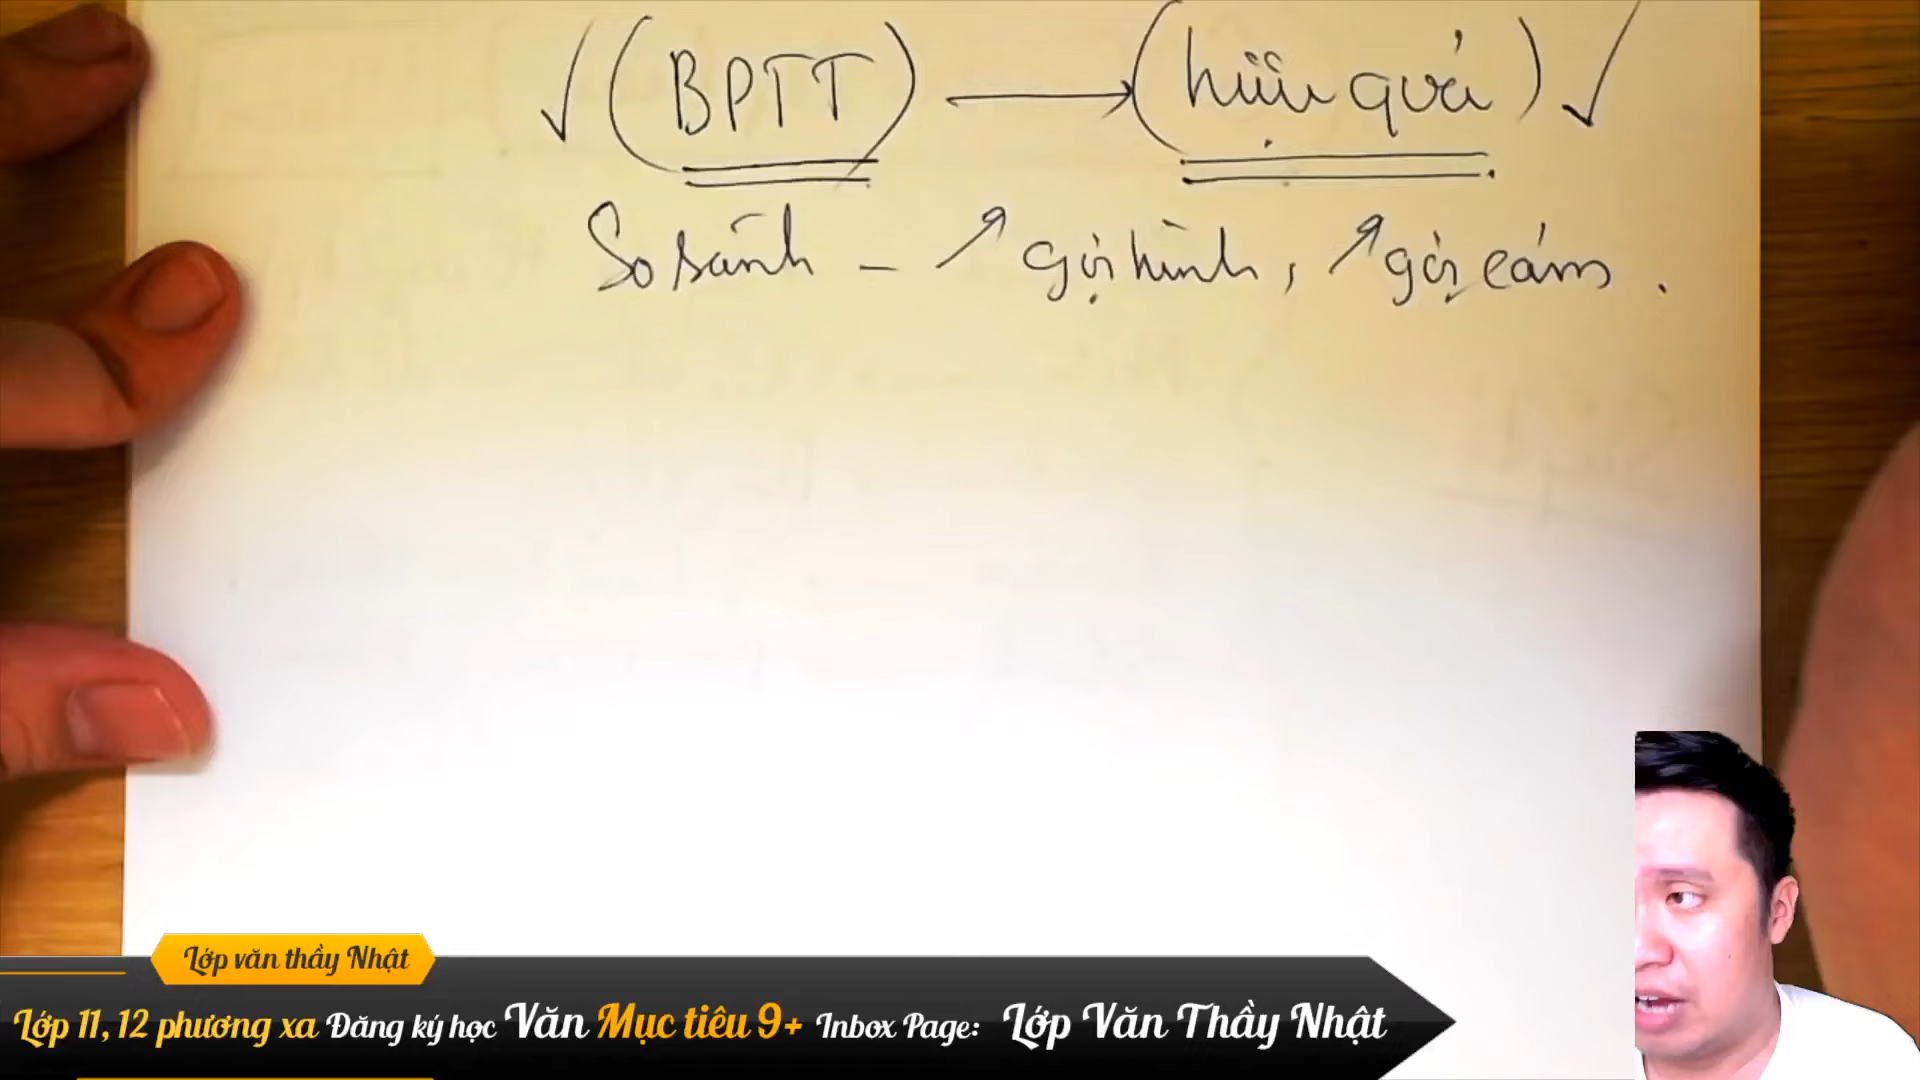 ✓ (BPTT) → (hiệu quả) ✓
So sánh - ↗ gợi hình, ↗ gợi cảm.
Lớp văn thầy Nhật
Lớp 11, 12 phương xa Đăng ký học Văn Mục tiêu 9+ Inbox Page: Lớp Văn Thầy Nhật